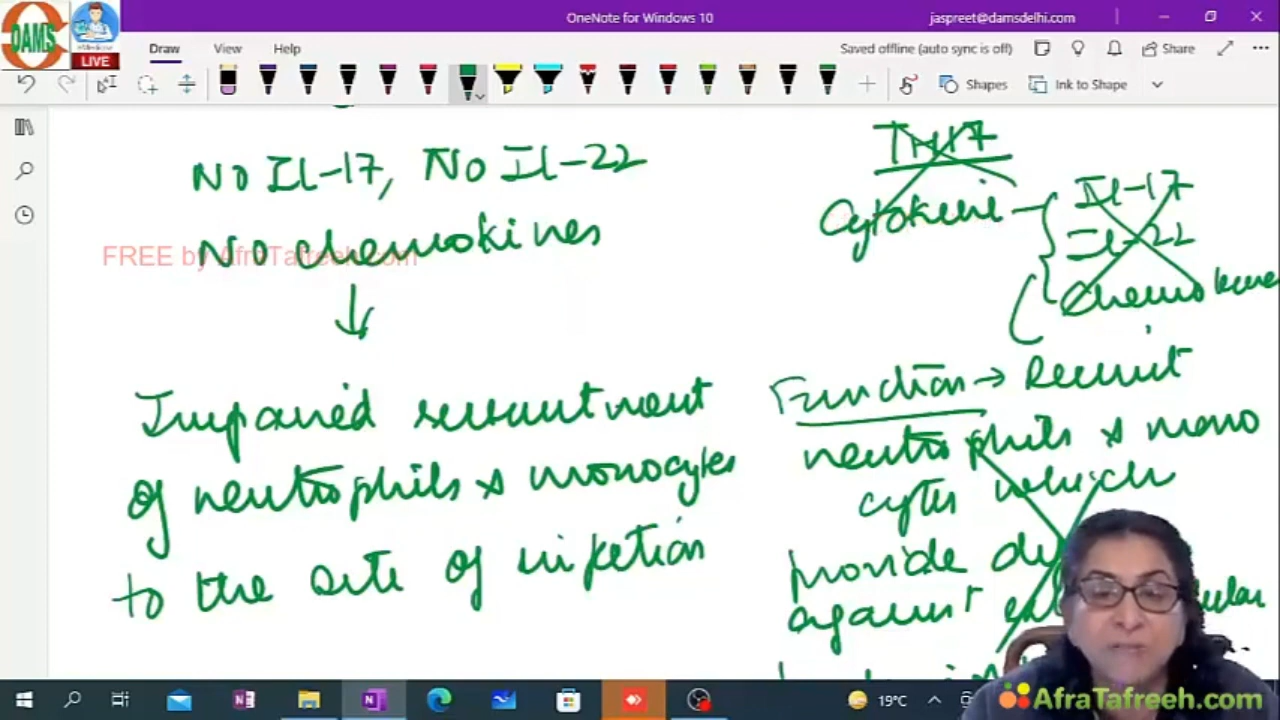 DAMS
eMedicoz
LIVE
OneNote for Windows 10
jaspreet@damsdelhi.com
Draw View Help
Saved offline (auto sync is off)
Share
Shapes
Ink to Shape
No Il-17, No Il-22
No chemokines
FREE by AfraTafreeh.com
↓
Impaired recruitment
of neutrophils & monocytes
to the site of infection
TH17
Cytokine
Il-17
Il-22
Chemokines
Function → Recruit
neutrophils & mono
cytes which
provide
against
19°C
AfraTafreeh.com